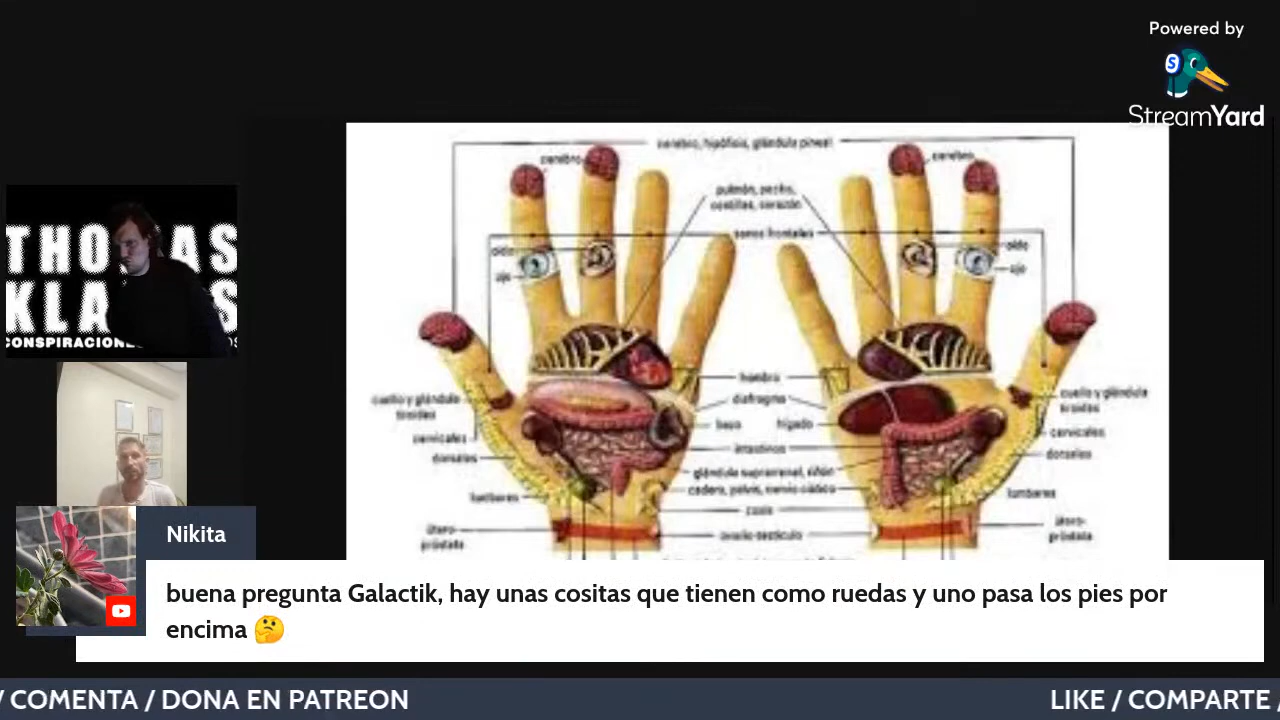 Powered by
StreamYard
cerebro, hipófisis, glándula pineal
cerebro
cerebro
pulmón, pecho,
costillas, corazón
senos frontales
oído
ojo
oído
ojo
hombro
diafragma
bazo
hígado
intestinos
glándula suprarrenal, riñón
cadera, pelvis, nervio ciático
coxis
ovario-testículo
cuello y glándula
tiroides
cervicales
dorsales
lumbares
útero-
próstata
cuello y glándula
tiroides
cervicales
dorsales
lumbares
útero-
próstata
THO AS
KLA S
Nikita
buena pregunta Galactik, hay unas cositas que tienen como ruedas y uno pasa los pies por
encima 🤔
/ COMENTA / DONA EN PATREON
LIKE / COMPARTE /